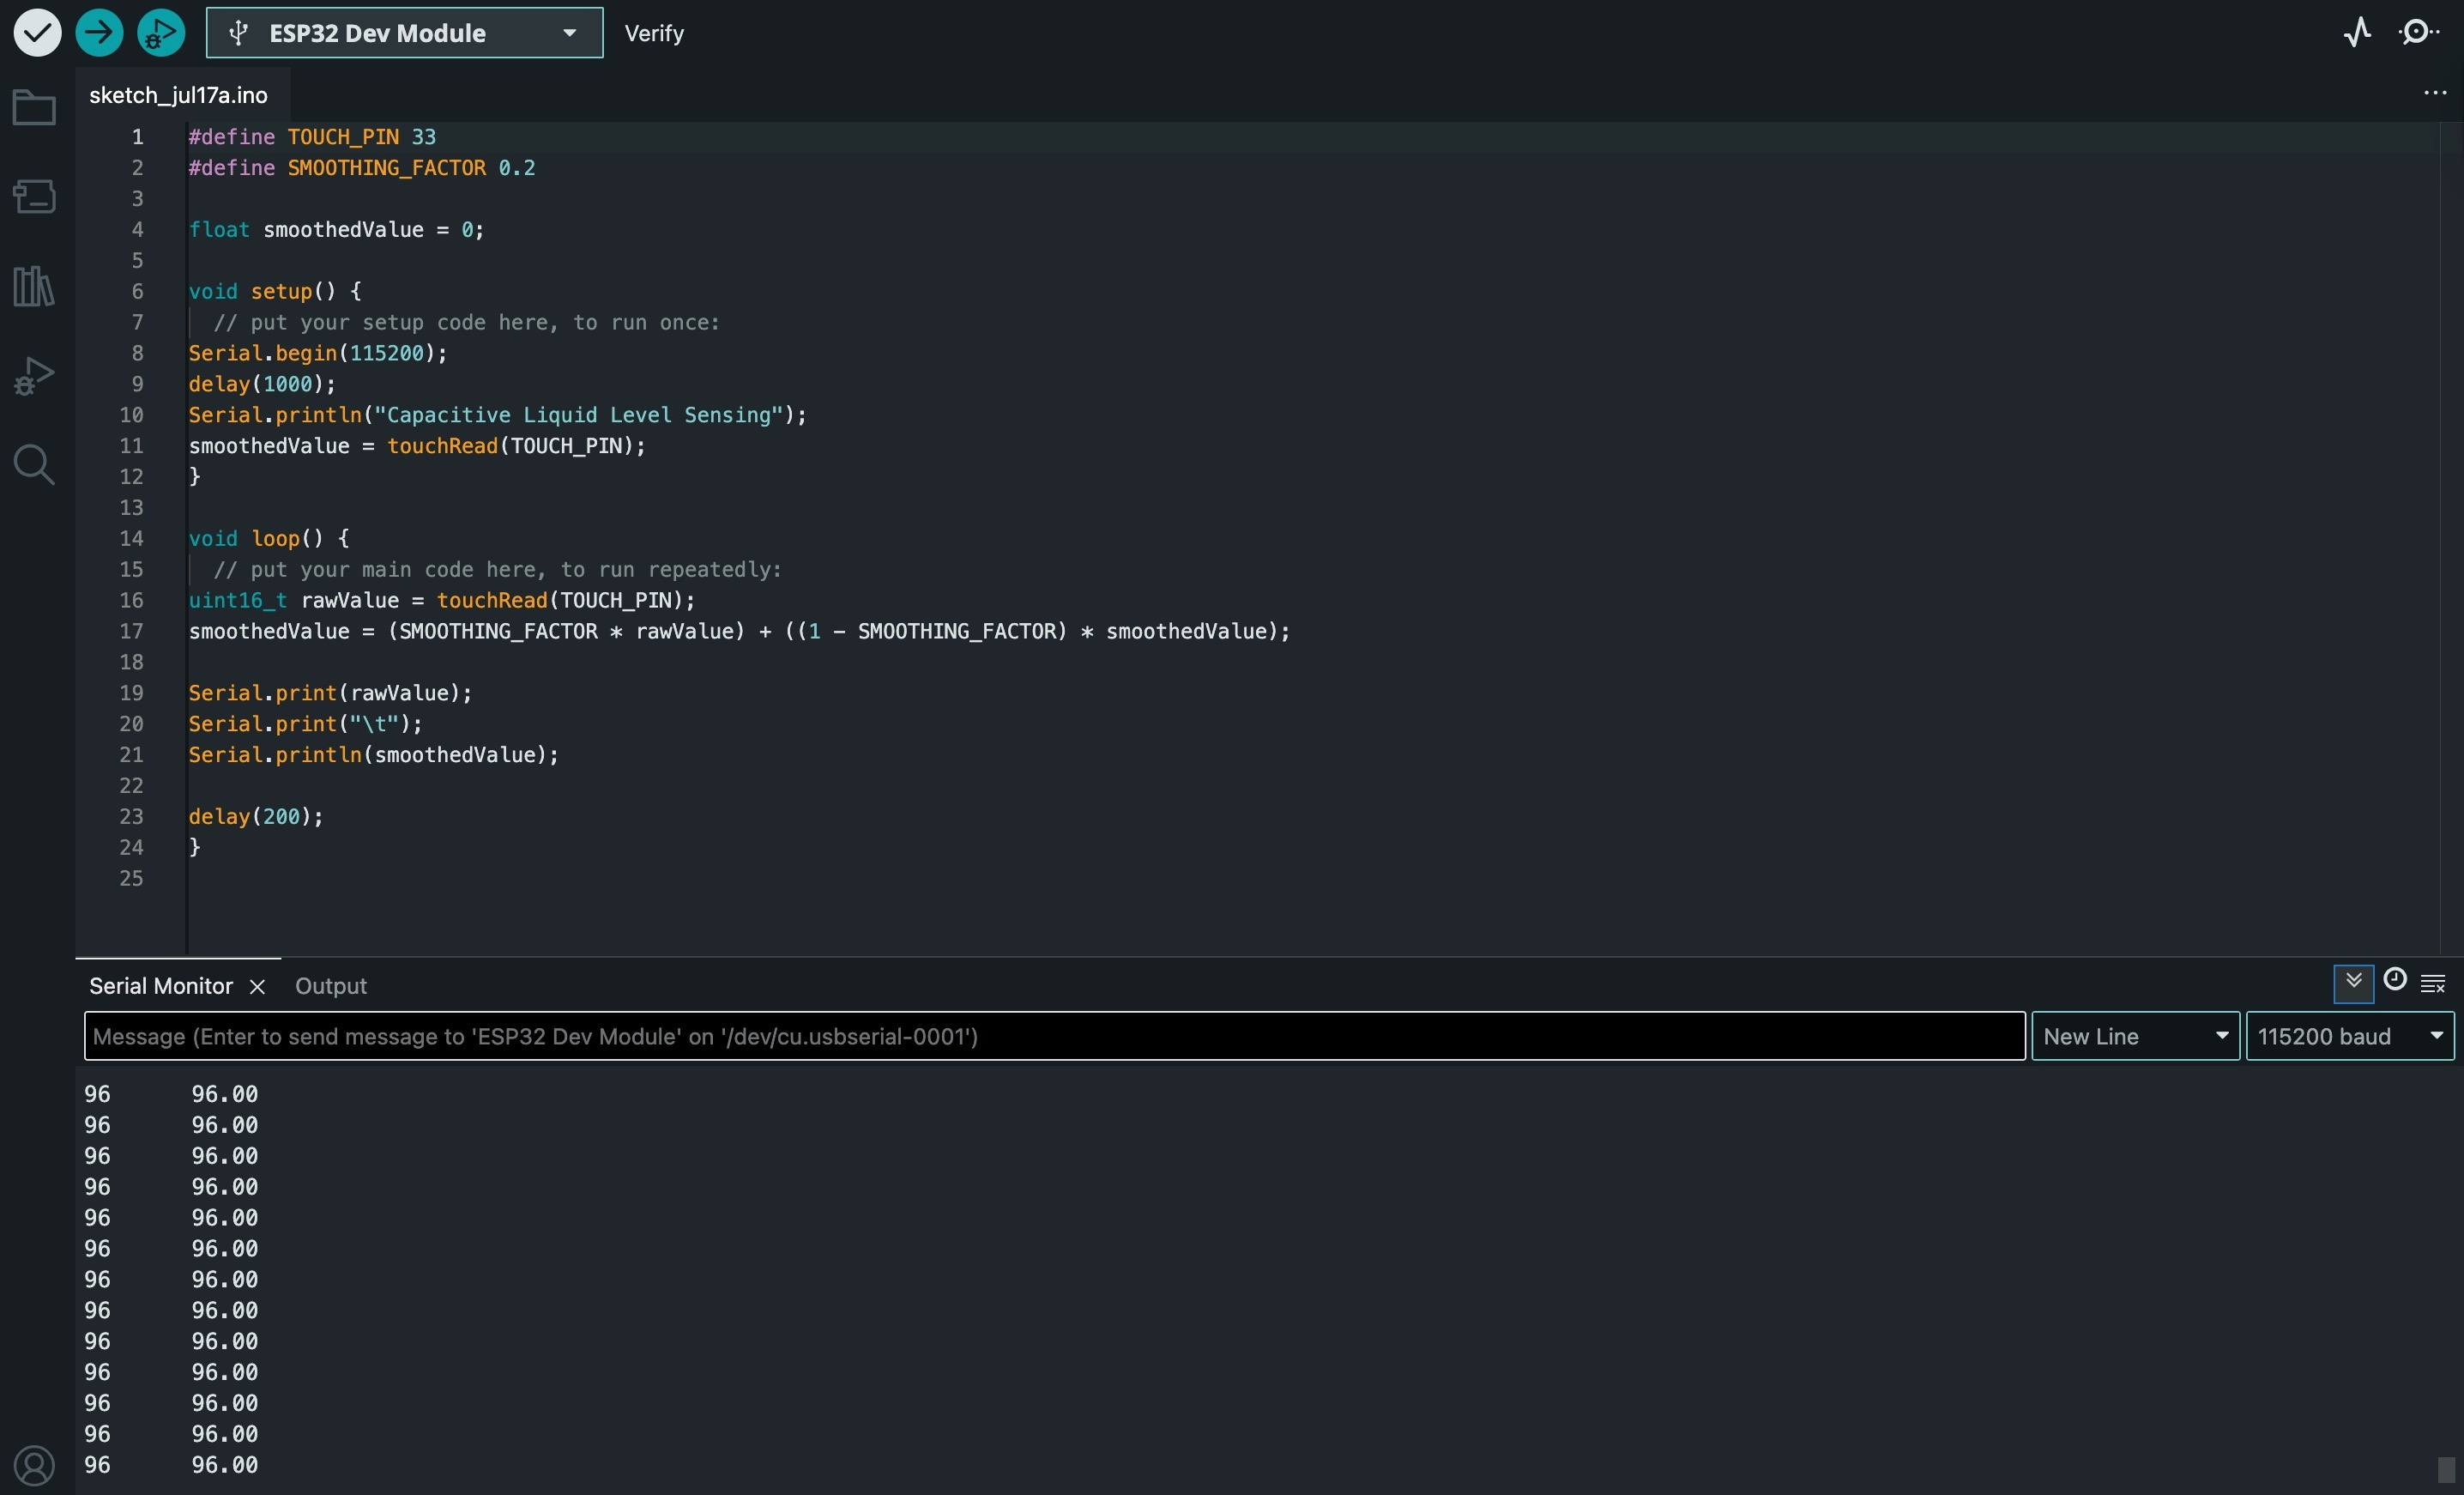 ESP32 Dev Module
Verify
sketch_jul17a.ino
1 #define TOUCH_PIN 33
2 #define SMOOTHING_FACTOR 0.2
3
4 float smoothedValue = 0;
5
6 void setup() {
7 // put your setup code here, to run once:
8 Serial.begin(115200);
9 delay(1000);
10 Serial.println("Capacitive Liquid Level Sensing");
11 smoothedValue = touchRead(TOUCH_PIN);
12 }
13
14 void loop() {
15 // put your main code here, to run repeatedly:
16 uint16_t rawValue = touchRead(TOUCH_PIN);
17 smoothedValue = (SMOOTHING_FACTOR * rawValue) + ((1 - SMOOTHING_FACTOR) * smoothedValue);
18
19 Serial.print(rawValue);
20 Serial.print("\t");
21 Serial.println(smoothedValue);
22
23 delay(200);
24 }
25
Serial Monitor Output
Message (Enter to send message to 'ESP32 Dev Module' on '/dev/cu.usbserial-0001')
New Line
115200 baud
96 96.00
96 96.00
96 96.00
96 96.00
96 96.00
96 96.00
96 96.00
96 96.00
96 96.00
96 96.00
96 96.00
96 96.00
96 96.00